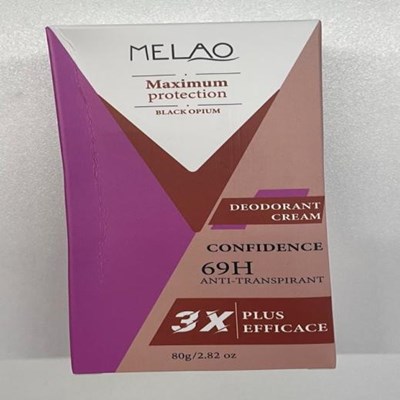 MELAO
Maximum
protection
BLACK OPIUM
DEODORANT
CREAM
CONFIDENCE
69H
ANTI-TRANSPIRANT
3X PLUS
EFFICACE
80g/2.82 oz